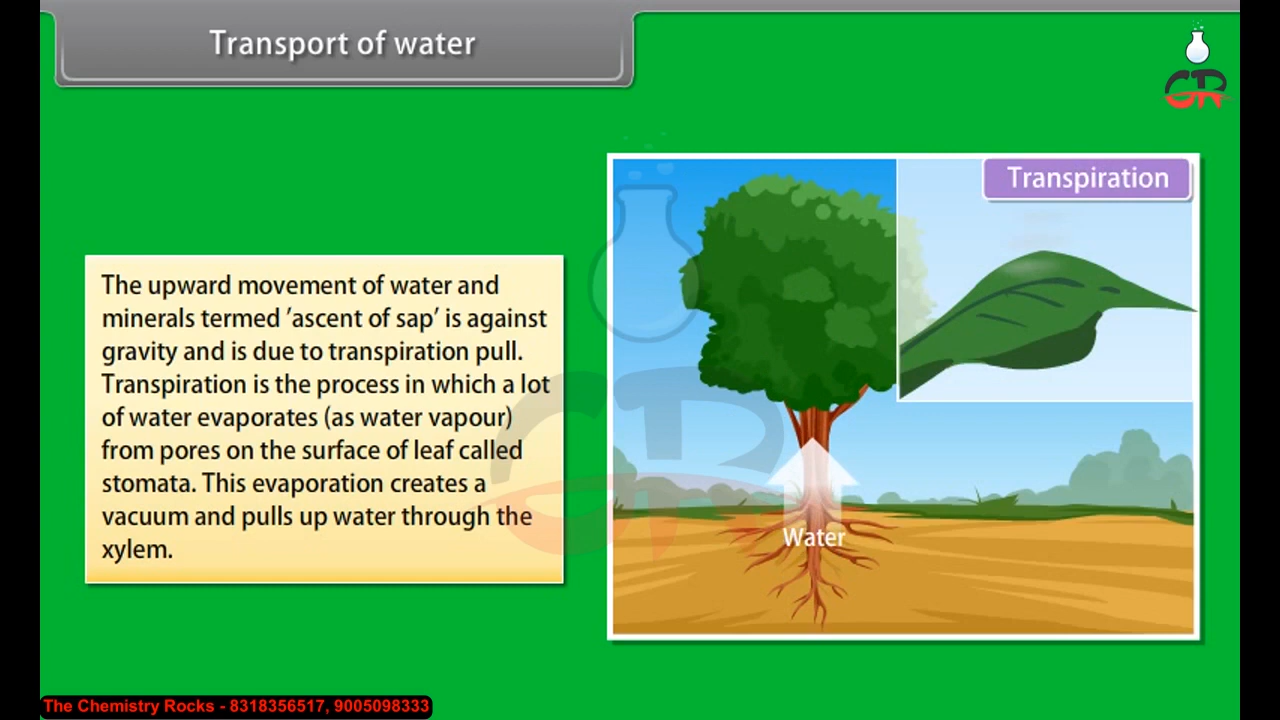 Transport of water
GR
Transpiration
The upward movement of water and
minerals termed 'ascent of sap' is against
gravity and is due to transpiration pull.
Transpiration is the process in which a lot
of water evaporates (as water vapour)
from pores on the surface of leaf called
stomata. This evaporation creates a
vacuum and pulls up water through the
xylem.
GR
Water
The Chemistry Rocks - 8318356517, 9005098333